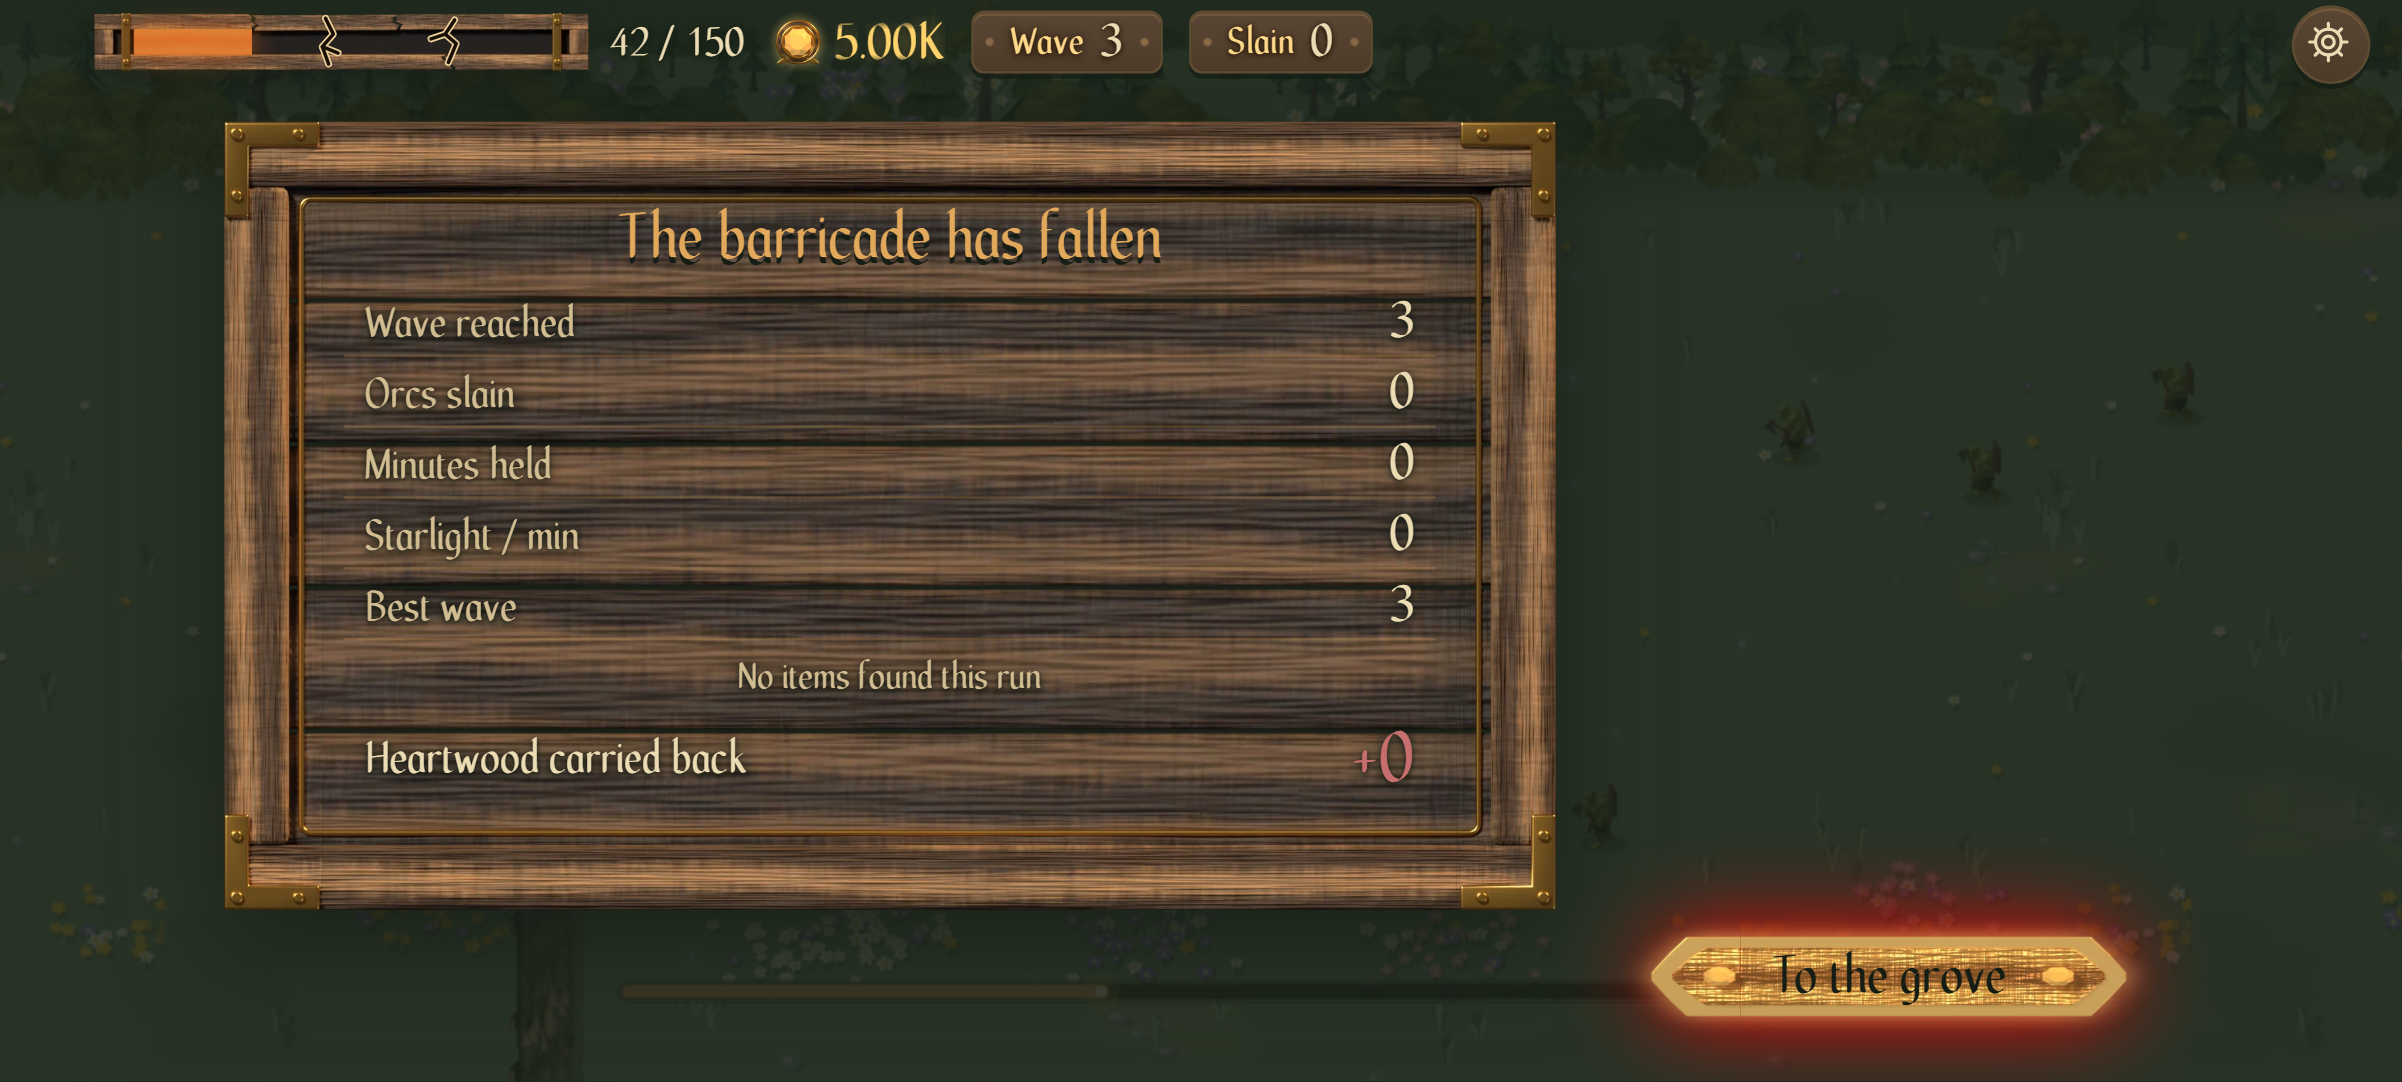 42 / 150 5.00K Wave 3 Slain 0
The barricade has fallen
Wave reached 3
Orcs slain 0
Minutes held 0
Starlight / min 0
Best wave 3
No items found this run
Heartwood carried back +0
To the grove